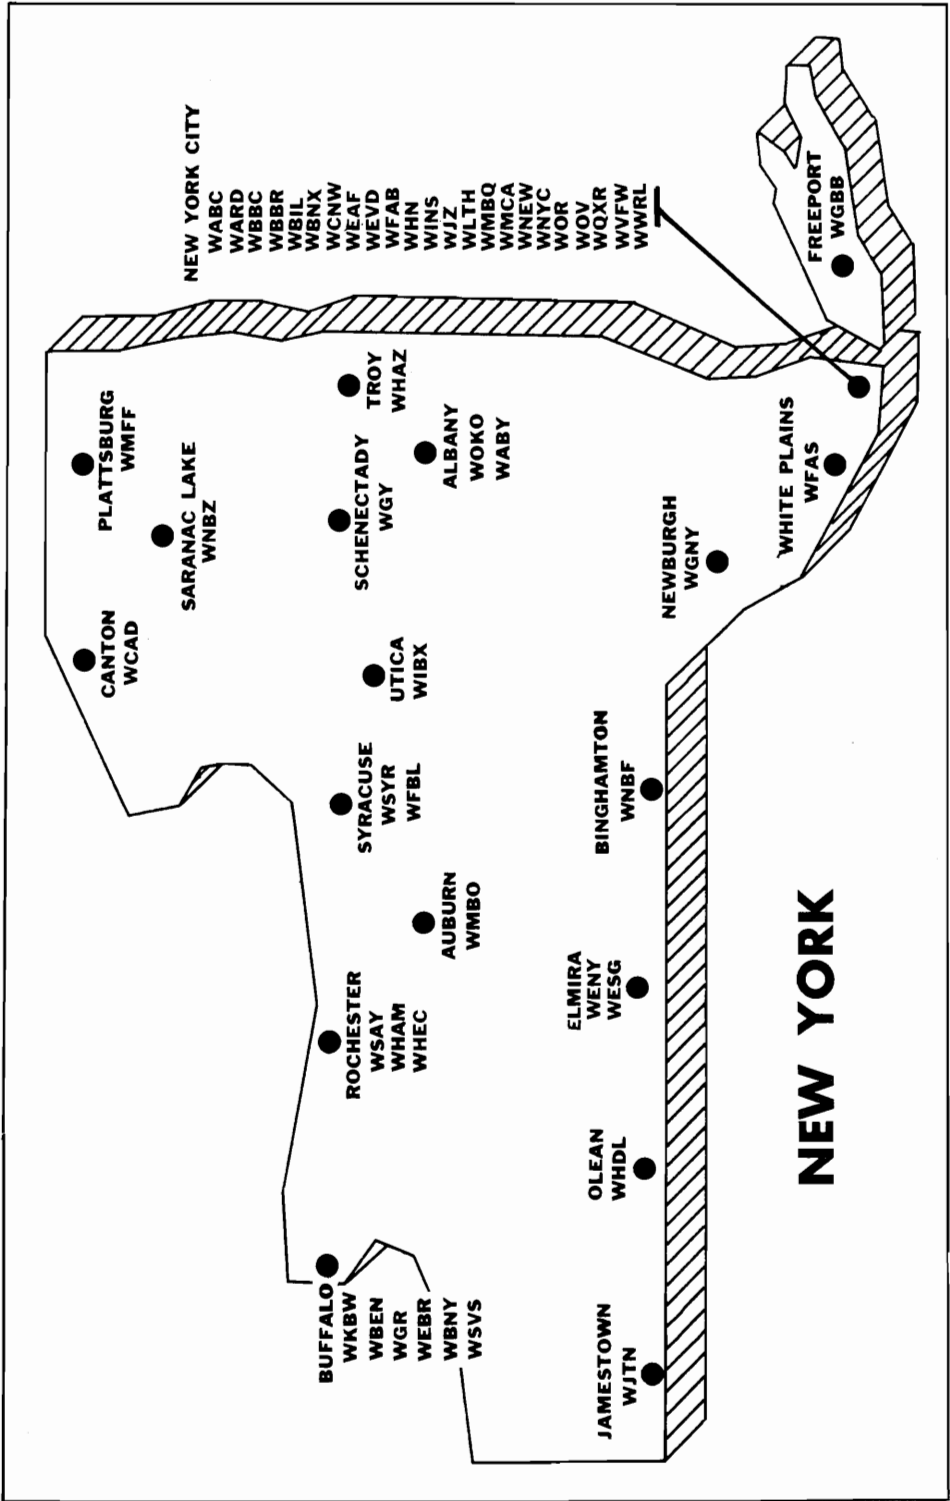 NEW YORK CITY
WABC
WARD
WBBC
WBBR
WBIL
WBNX
WCNW
WEAF
WEVD
WFAB
WHN
WINS
WJZ
WLTH
WMBQ
WMCA
WNEW
WNYC
WOR
WOV
WQXR
WVFW
WWRL
PLATTSBURG
WMFF
CANTON
WCAD
SARANAC LAKE
WNBZ
BUFFALO
WKBW
WBEN
WGR
WEBR
WBNY
WSVS
ROCHESTER
WSAY
WHAM
WHEC
SYRACUSE
WSYR
WFBL
UTICA
WIBX
SCHENECTADY
WGY
TROY
WHAZ
AUBURN
WMBO
ALBANY
WOKO
WABY
JAMESTOWN
WJTN
OLEAN
WHDL
ELMIRA
WENY
WESG
BINGHAMTON
WNBF
NEWBURGH
WGNY
WHITE PLAINS
WFAS
FREEPORT
WGBB
NEW YORK